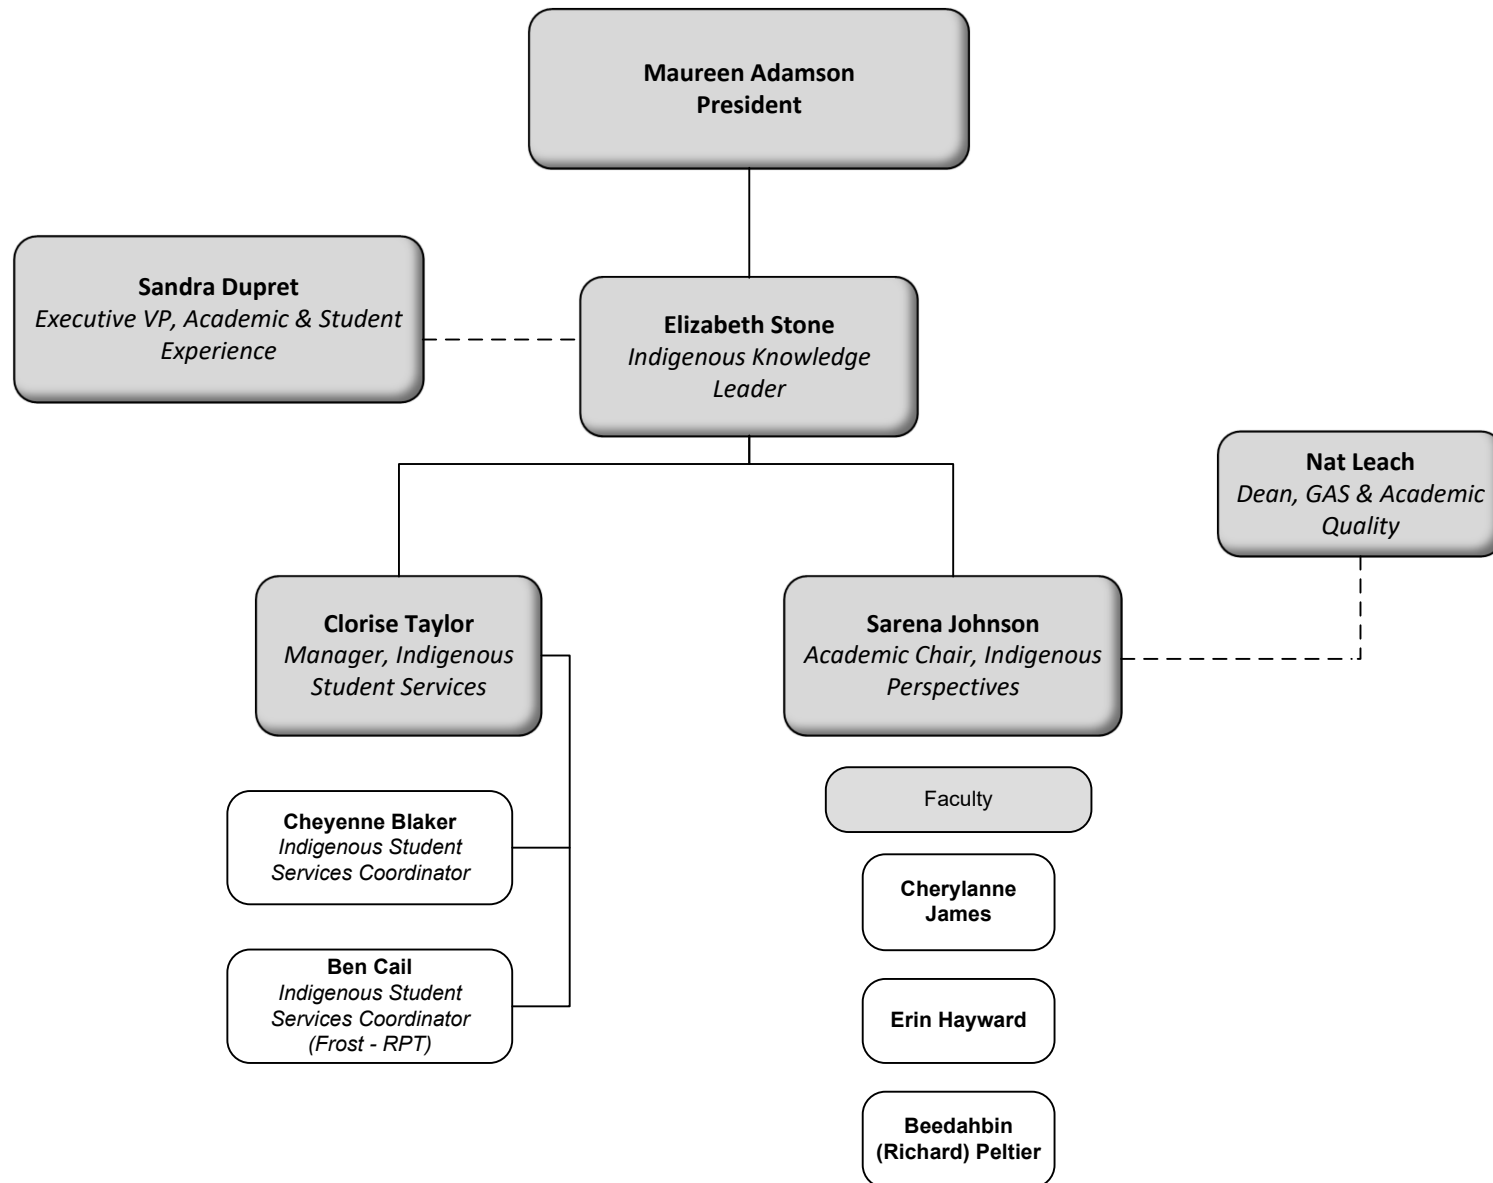 Maureen Adamson
President
Sandra Dupret
Executive VP, Academic & Student
Experience
Elizabeth Stone
Indigenous Knowledge
Leader
Nat Leach
Dean, GAS & Academic
Quality
Clorise Taylor
Manager, Indigenous
Student Services
Sarena Johnson
Academic Chair, Indigenous
Perspectives
Cheyenne Blaker
Indigenous Student
Services Coordinator
Ben Cail
Indigenous Student
Services Coordinator
(Frost - RPT)
Faculty
Cherylanne
James
Erin Hayward
Beedahbin
(Richard) Peltier